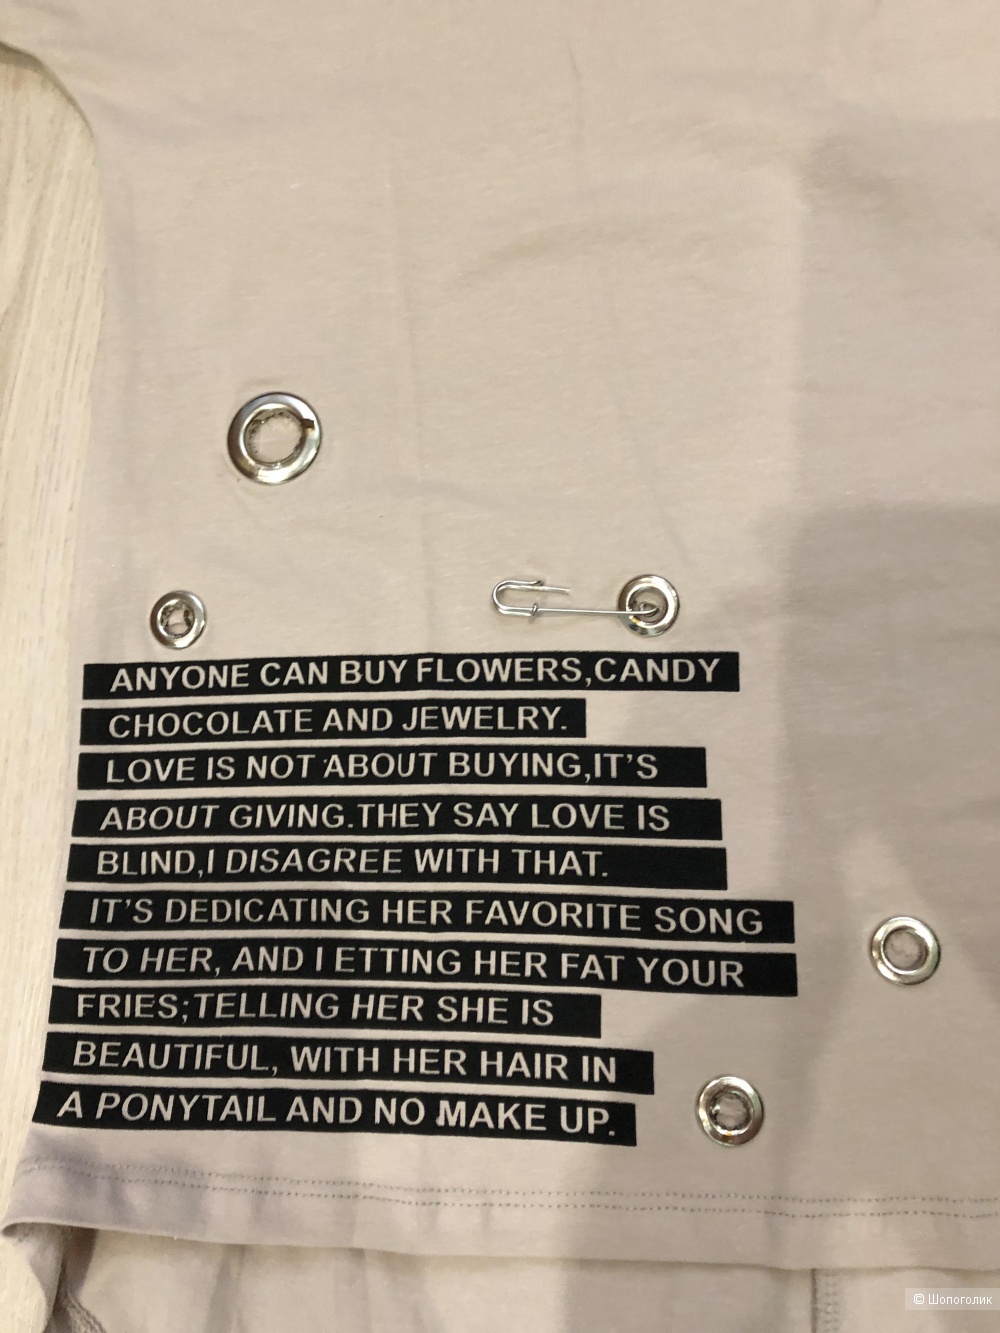 ANYONE CAN BUY FLOWERS,CANDY
CHOCOLATE AND JEWELRY.
LOVE IS NOT ABOUT BUYING,IT'S
ABOUT GIVING.THEY SAY LOVE IS
BLIND,I DISAGREE WITH THAT.
IT'S DEDICATING HER FAVORITE SONG
TO HER, AND I ETTING HER FAT YOUR
FRIES;TELLING HER SHE IS
BEAUTIFUL, WITH HER HAIR IN
A PONYTAIL AND NO MAKE UP.
© Шопоголик